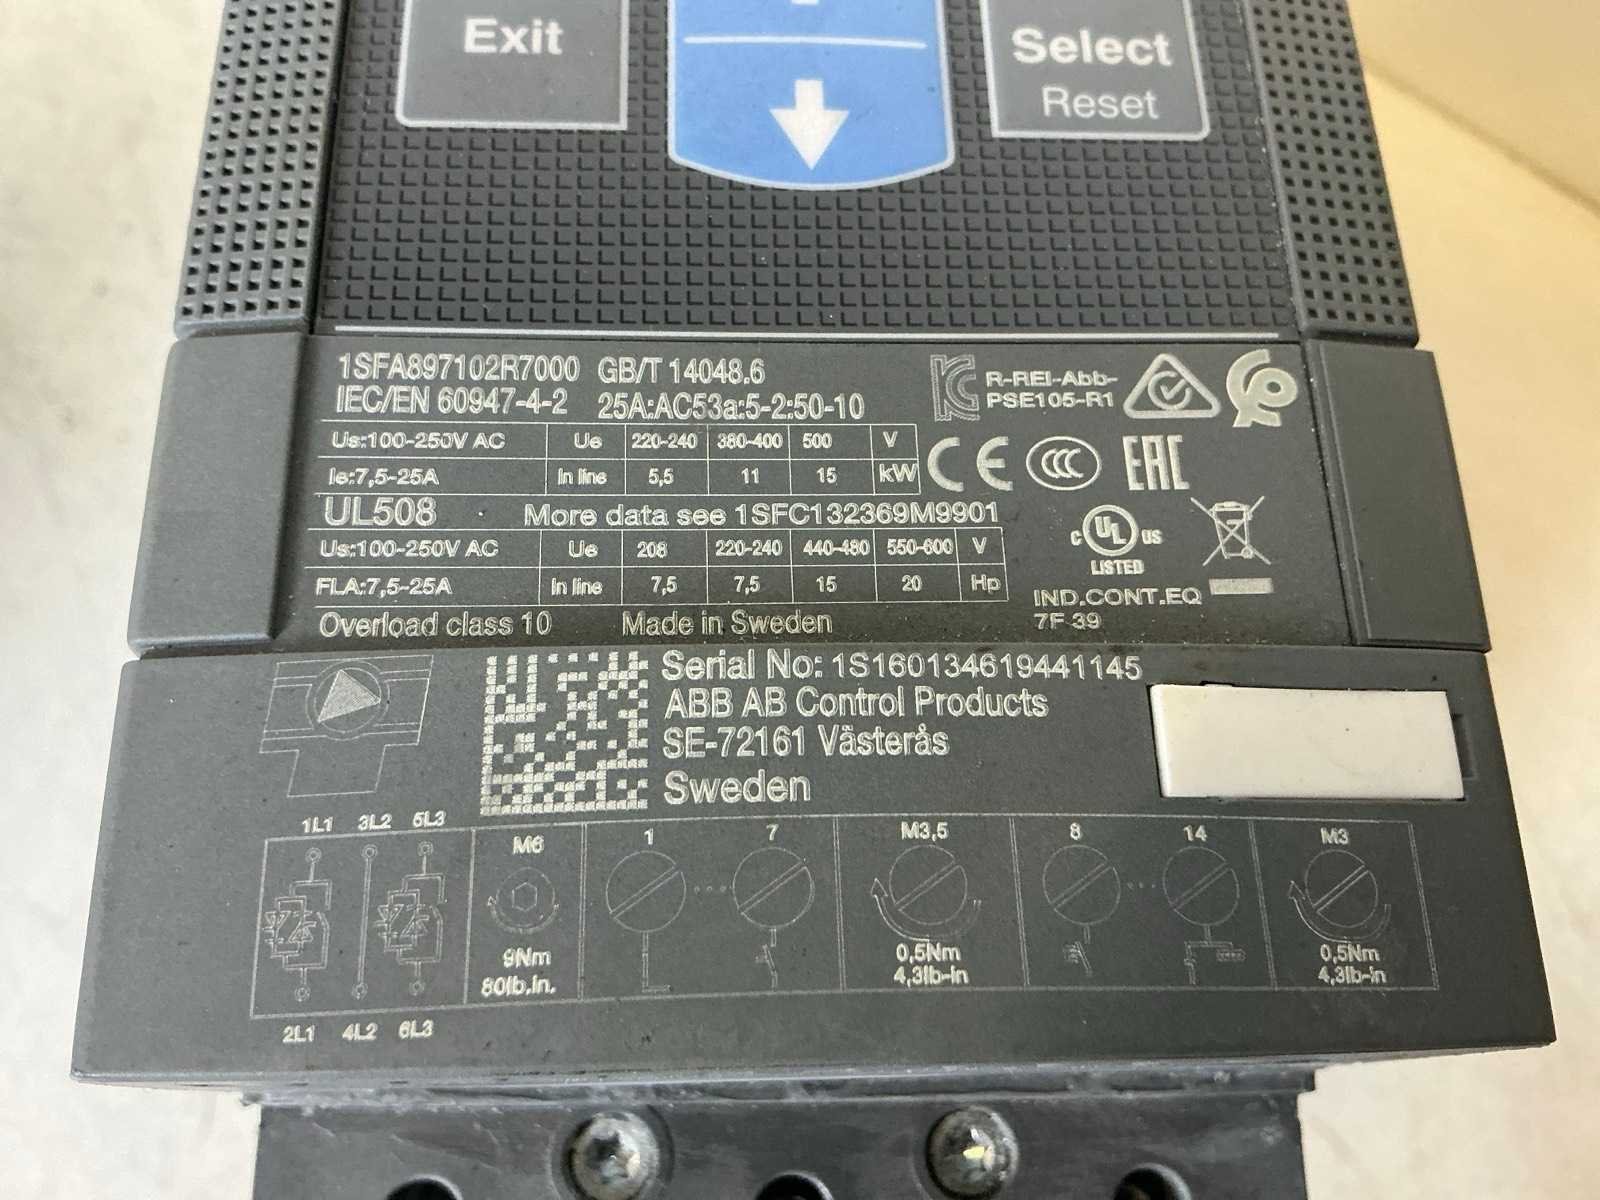 Exit
Select
Reset
1SFA897102R7000 GB/T 14048.6
IEC/EN 60947-4-2 25A:AC53a:5-2:50-10
R-REI-Abb-
PSE105-R1
Us:100-250V AC Ue 220-240 380-400 500 V
Ie:7,5-25A In line 5,5 11 15 kW
CE CCC EAC
UL508 More data see 1SFC132369M9901
Us:100-250V AC Ue 208 220-240 440-480 550-600 V
FLA:7,5-25A In line 7,5 7,5 15 20 Hp
c UL us
LISTED
IND.CONT.EQ
7F 39
Overload class 10 Made in Sweden
Serial No: 1S160134619441145
ABB AB Control Products
SE-72161 Västerås
Sweden
1L1 3L2 5L3
M6 1 7 M3,5 8 14 M3
9Nm 0,5Nm 0,5Nm
80lb.in. 4,3lb-in 4,3lb-in
2L1 4L2 6L3